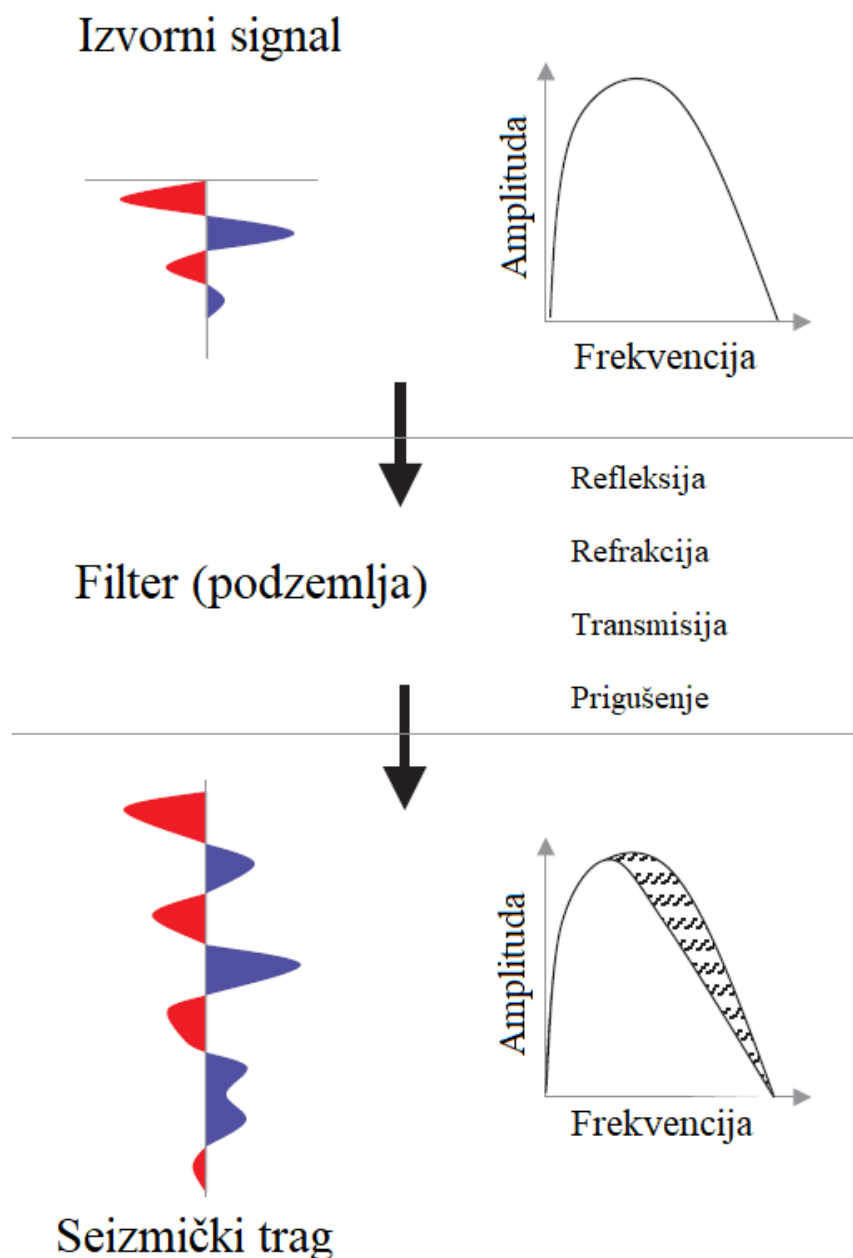 Izvorni signal
Amplituda
Frekvencija
Refleksija
Refrakcija
Filter (podzemlja)
Transmisija
Prigušenje
Amplituda
Frekvencija
Seizmički trag